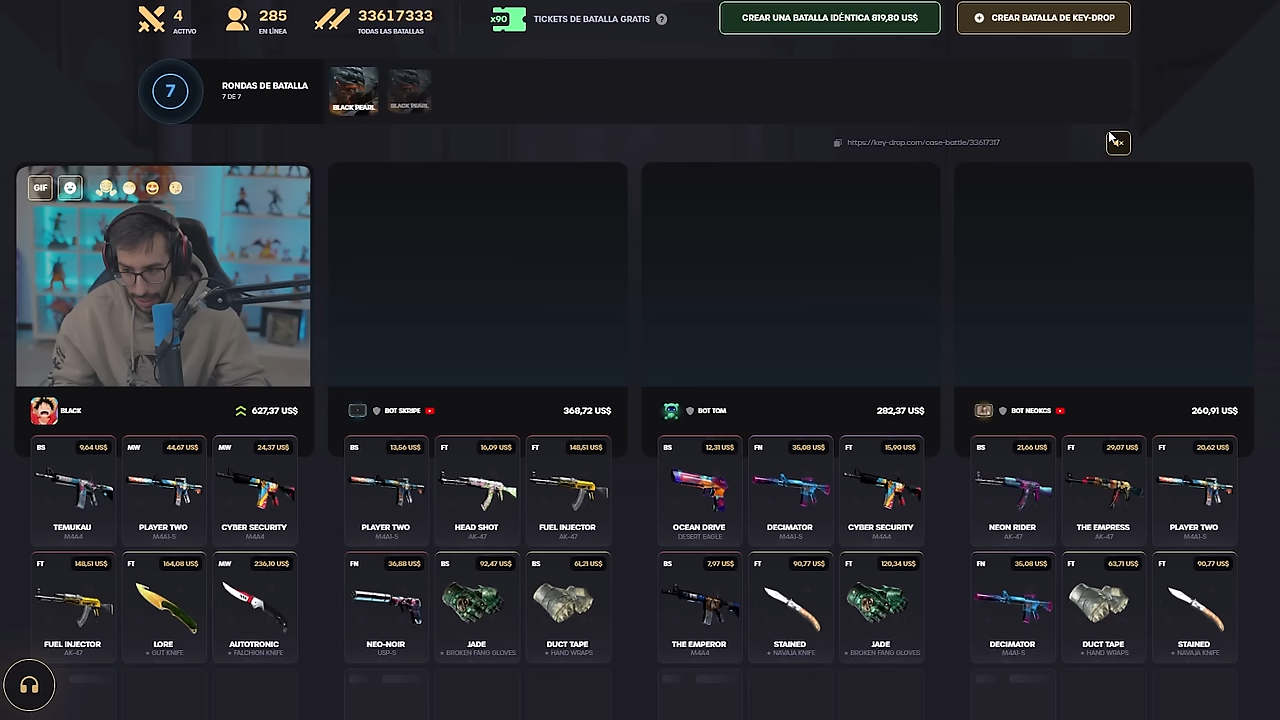 4
ACTIVO
285
EN LÍNEA
33617333
TODAS LAS BATALLAS
x90
TICKETS DE BATALLA GRATIS ?
CREAR UNA BATALLA IDÉNTICA 819,80 US$
CREAR BATALLA DE KEY-DROP
7
RONDAS DE BATALLA
7 DE 7
BLACK PEARL
BLACK PEARL
https://key-drop.com/case-battle/33617317
GIF
BLACK
627,37 US$
BOT SKRIPE
368,72 US$
BOT TOM
282,37 US$
BOT NEOKCS
260,91 US$
BS 9,64 US$
MW 44,67 US$
MW 24,37 US$
BS 13,56 US$
FT 16,09 US$
FT 148,51 US$
BS 12,31 US$
FN 35,08 US$
FT 15,90 US$
BS 21,66 US$
FT 29,07 US$
FT 20,62 US$
TEMUKAU
PLAYER TWO
CYBER SECURITY
PLAYER TWO
HEAD SHOT
FUEL INJECTOR
OCEAN DRIVE
DECIMATOR
CYBER SECURITY
NEON RIDER
THE EMPRESS
PLAYER TWO
M4A4
M4A1-S
M4A4
M4A1-S
AK-47
AK-47
DESERT EAGLE
M4A1-S
M4A4
AK-47
AK-47
M4A1-S
FT 148,51 US$
FT 164,08 US$
MW 236,10 US$
FN 36,88 US$
BS 92,47 US$
BS 61,21 US$
BS 7,97 US$
FT 90,77 US$
FT 120,34 US$
FN 35,08 US$
FT 63,71 US$
FT 90,77 US$
FUEL INJECTOR
LORE
AUTOTRONIC
NEO-NOIR
JADE
DUCT TAPE
THE EMPEROR
STAINED
JADE
DECIMATOR
DUCT TAPE
STAINED
AK-47
★ GUT KNIFE
★ FALCHION KNIFE
USP-S
★ BROKEN FANG GLOVES
★ HAND WRAPS
M4A4
★ NAVAJA KNIFE
★ BROKEN FANG GLOVES
M4A1-S
★ HAND WRAPS
★ NAVAJA KNIFE